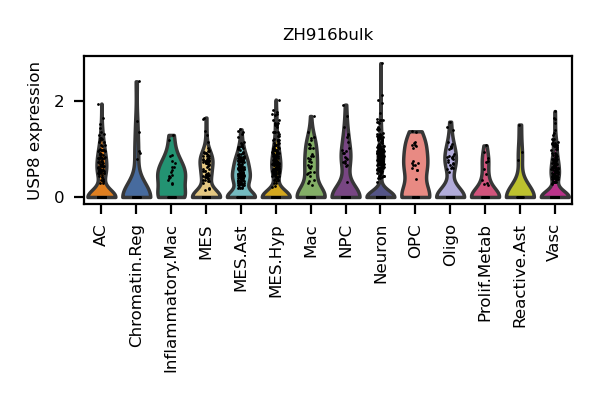 ZH916bulk
USP8 expression
2
0
AC
Chromatin.Reg
Inflammatory.Mac
MES
MES.Ast
MES.Hyp
Mac
NPC
Neuron
OPC
Oligo
Prolif.Metab
Reactive.Ast
Vasc